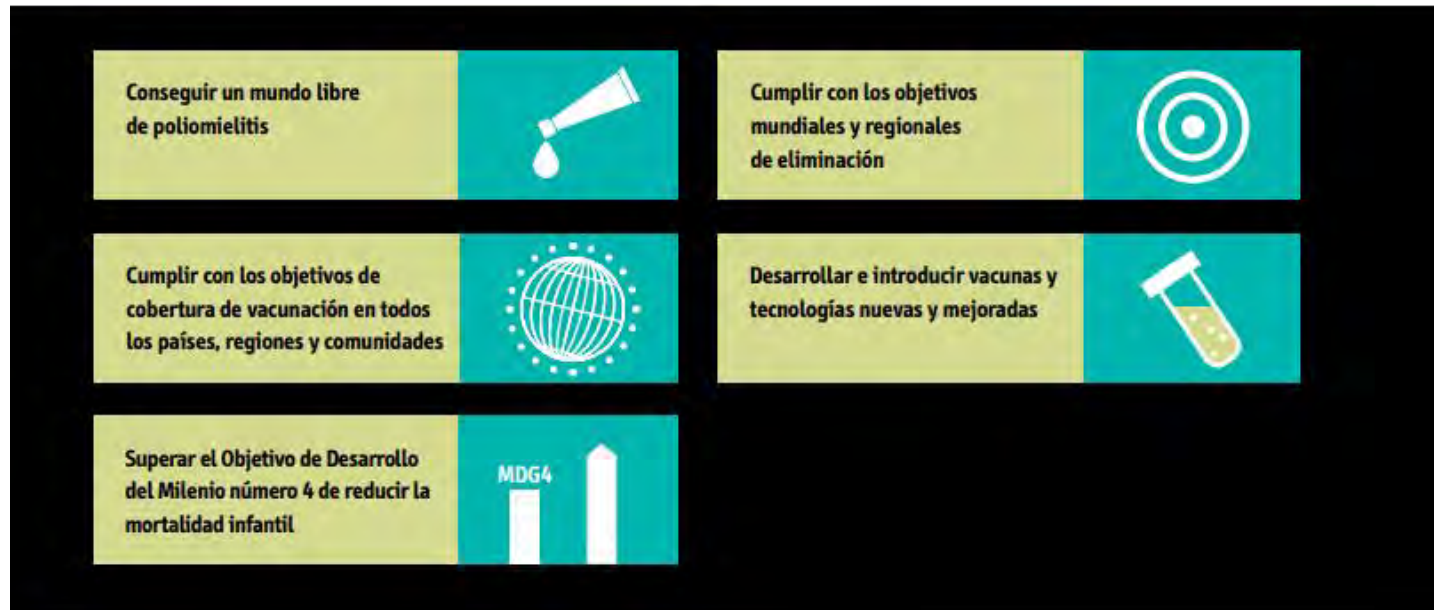 Conseguir un mundo libre
de poliomielitis
Cumplir con los objetivos
mundiales y regionales
de eliminación
Cumplir con los objetivos de
cobertura de vacunación en todos
los países, regiones y comunidades
Desarrollar e introducir vacunas y
tecnologías nuevas y mejoradas
Superar el Objetivo de Desarrollo
del Milenio número 4 de reducir la
mortalidad infantil
MDG4